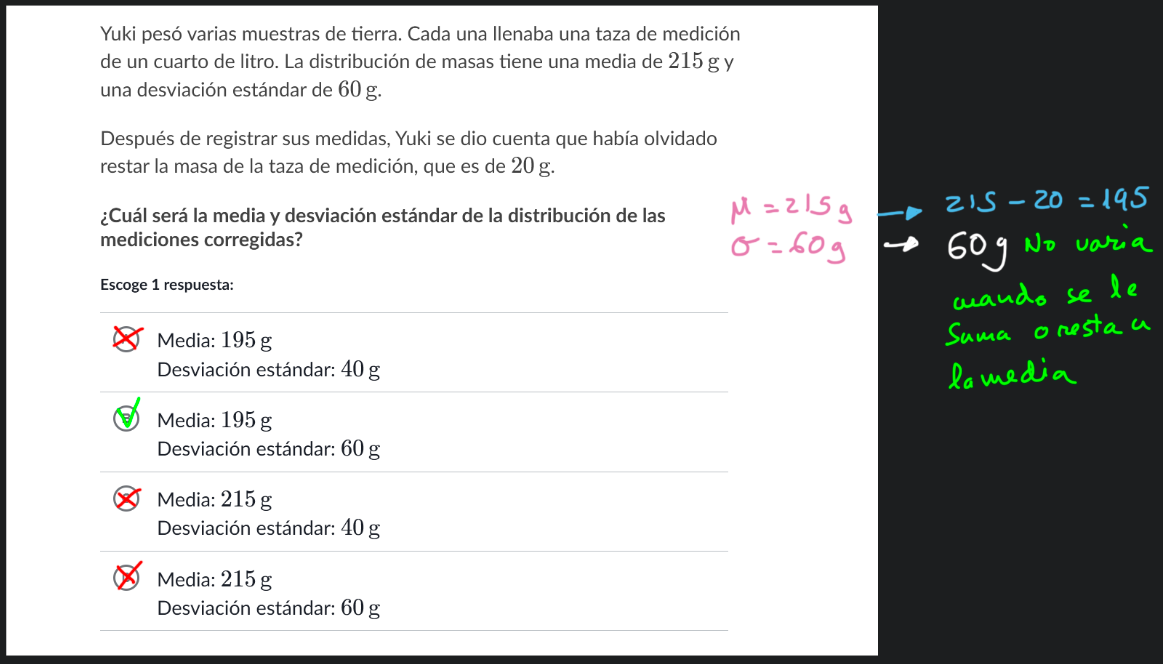 Yuki pesó varias muestras de tierra. Cada una llenaba una taza de medición
de un cuarto de litro. La distribución de masas tiene una media de 215 g y
una desviación estándar de 60 g.
Después de registrar sus medidas, Yuki se dio cuenta que había olvidado
restar la masa de la taza de medición, que es de 20 g.
¿Cuál será la media y desviación estándar de la distribución de las
mediciones corregidas?
Escoge 1 respuesta:
Media: 195 g
Desviación estándar: 40 g
Media: 195 g
Desviación estándar: 60 g
Media: 215 g
Desviación estándar: 40 g
Media: 215 g
Desviación estándar: 60 g
μ = 215 g → 215 - 20 = 195
σ = 60 g → 60 g No varia
cuando se le
Suma o resta a
la media